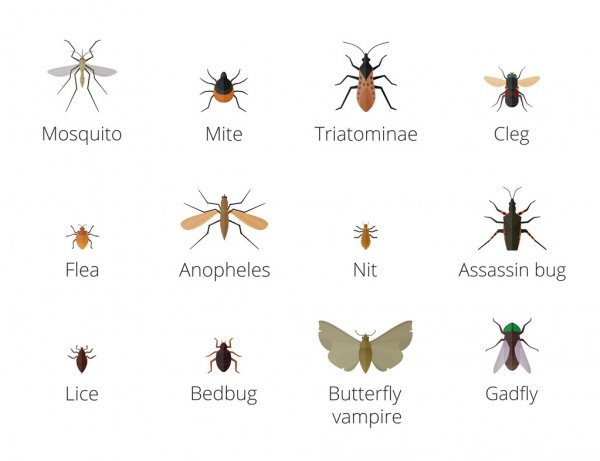 Mosquito
Mite
Triatominae
Cleg
Flea
Anopheles
Nit
Assassin bug
Lice
Bedbug
Butterfly
vampire
Gadfly